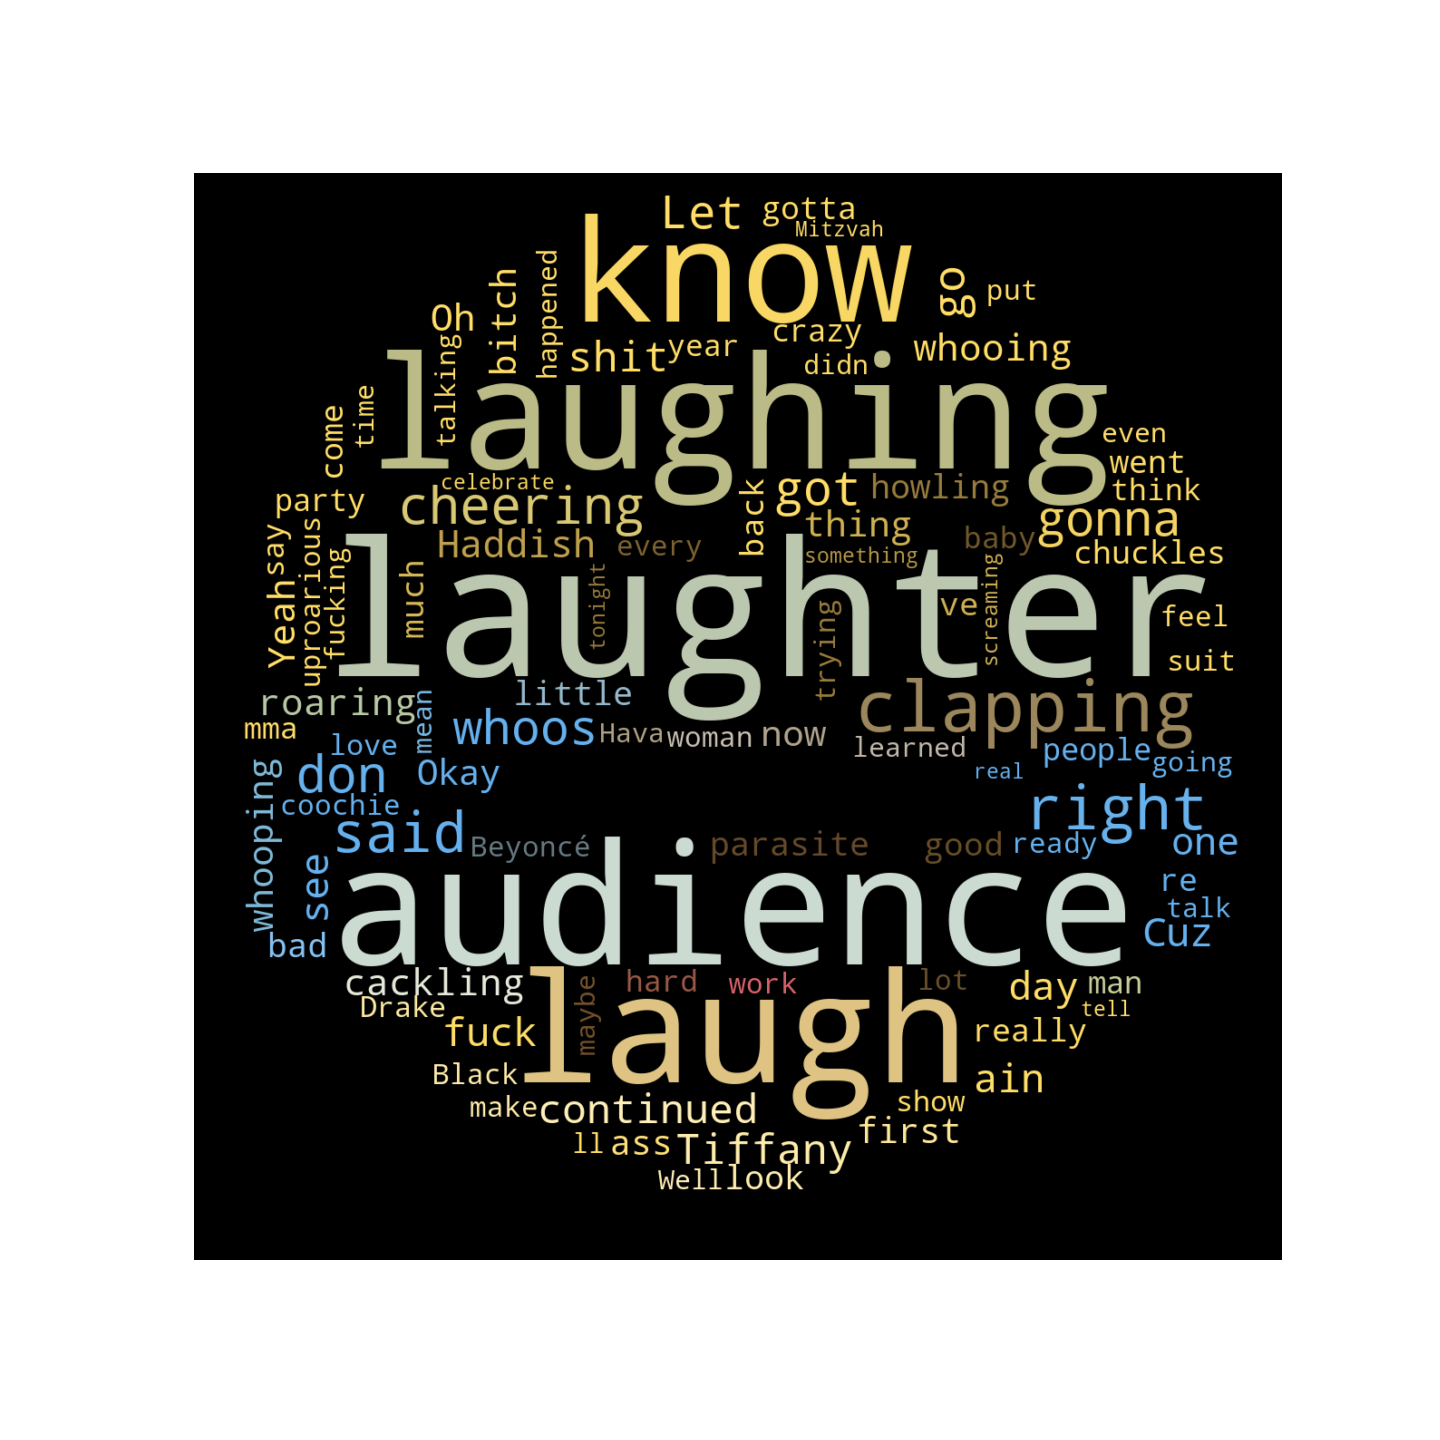 Let gotta
Mitzvah
know
go
put
Oh
bitch
happened
shit
year
crazy
didn
whooing
laughing
talking
time
come
even
went
think
celebrate
cheering
back
got
howling
party
say
uproarious
fucking
Yeah
Haddish
every
thing
something
baby
gonna
chuckles
much
laughter
tonight
trying
ve
screaming
feel
suit
roaring
mean
little
clapping
mma
love
whoos
Hava
woman
now
learned
people
going
real
don
Okay
whooping
coochie
said
right
Beyoncé
parasite
good
ready
one
see
audience
re
talk
Cuz
bad
cackling
laugh
hard
work
lot
day
man
Drake
maybe
tell
fuck
really
Black
ain
make
continued
show
first
ll
ass
Tiffany
Well
look